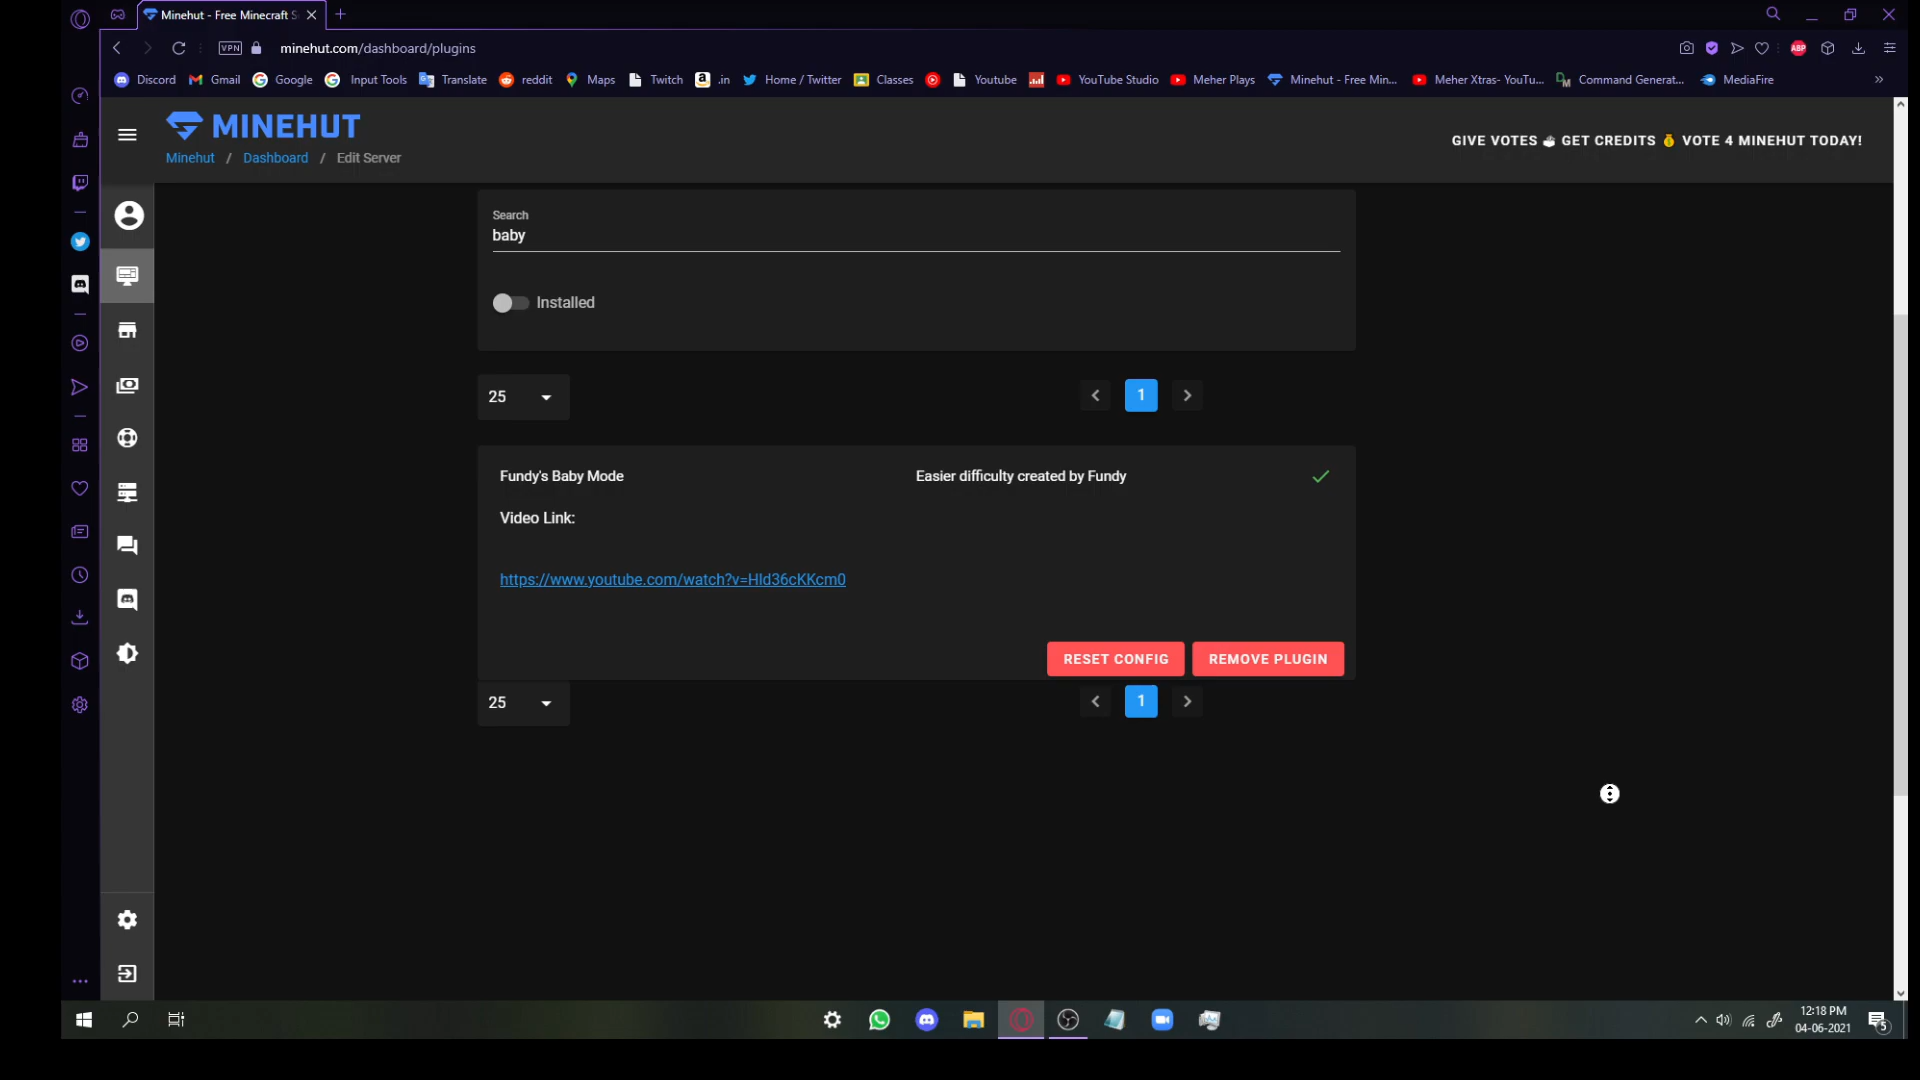 Minehut - Free Minecraft S
minehut.com/dashboard/plugins
VPN
ABP
Discord
Gmail
Google
Input Tools
Translate
reddit
Maps
Twitch
.in
Home / Twitter
Classes
Youtube
YouTube Studio
Meher Plays
Minehut - Free Min...
Meher Xtras- YouTu...
Command Generat...
MediaFire
MINEHUT
Minehut / Dashboard / Edit Server
GIVE VOTES GET CREDITS VOTE 4 MINEHUT TODAY!
Search
baby
Installed
25
1
Fundy's Baby Mode
Easier difficulty created by Fundy
Video Link:
https://www.youtube.com/watch?v=Hld36cKKcm0
RESET CONFIG
REMOVE PLUGIN
25
1
12:18 PM
04-06-2021
5